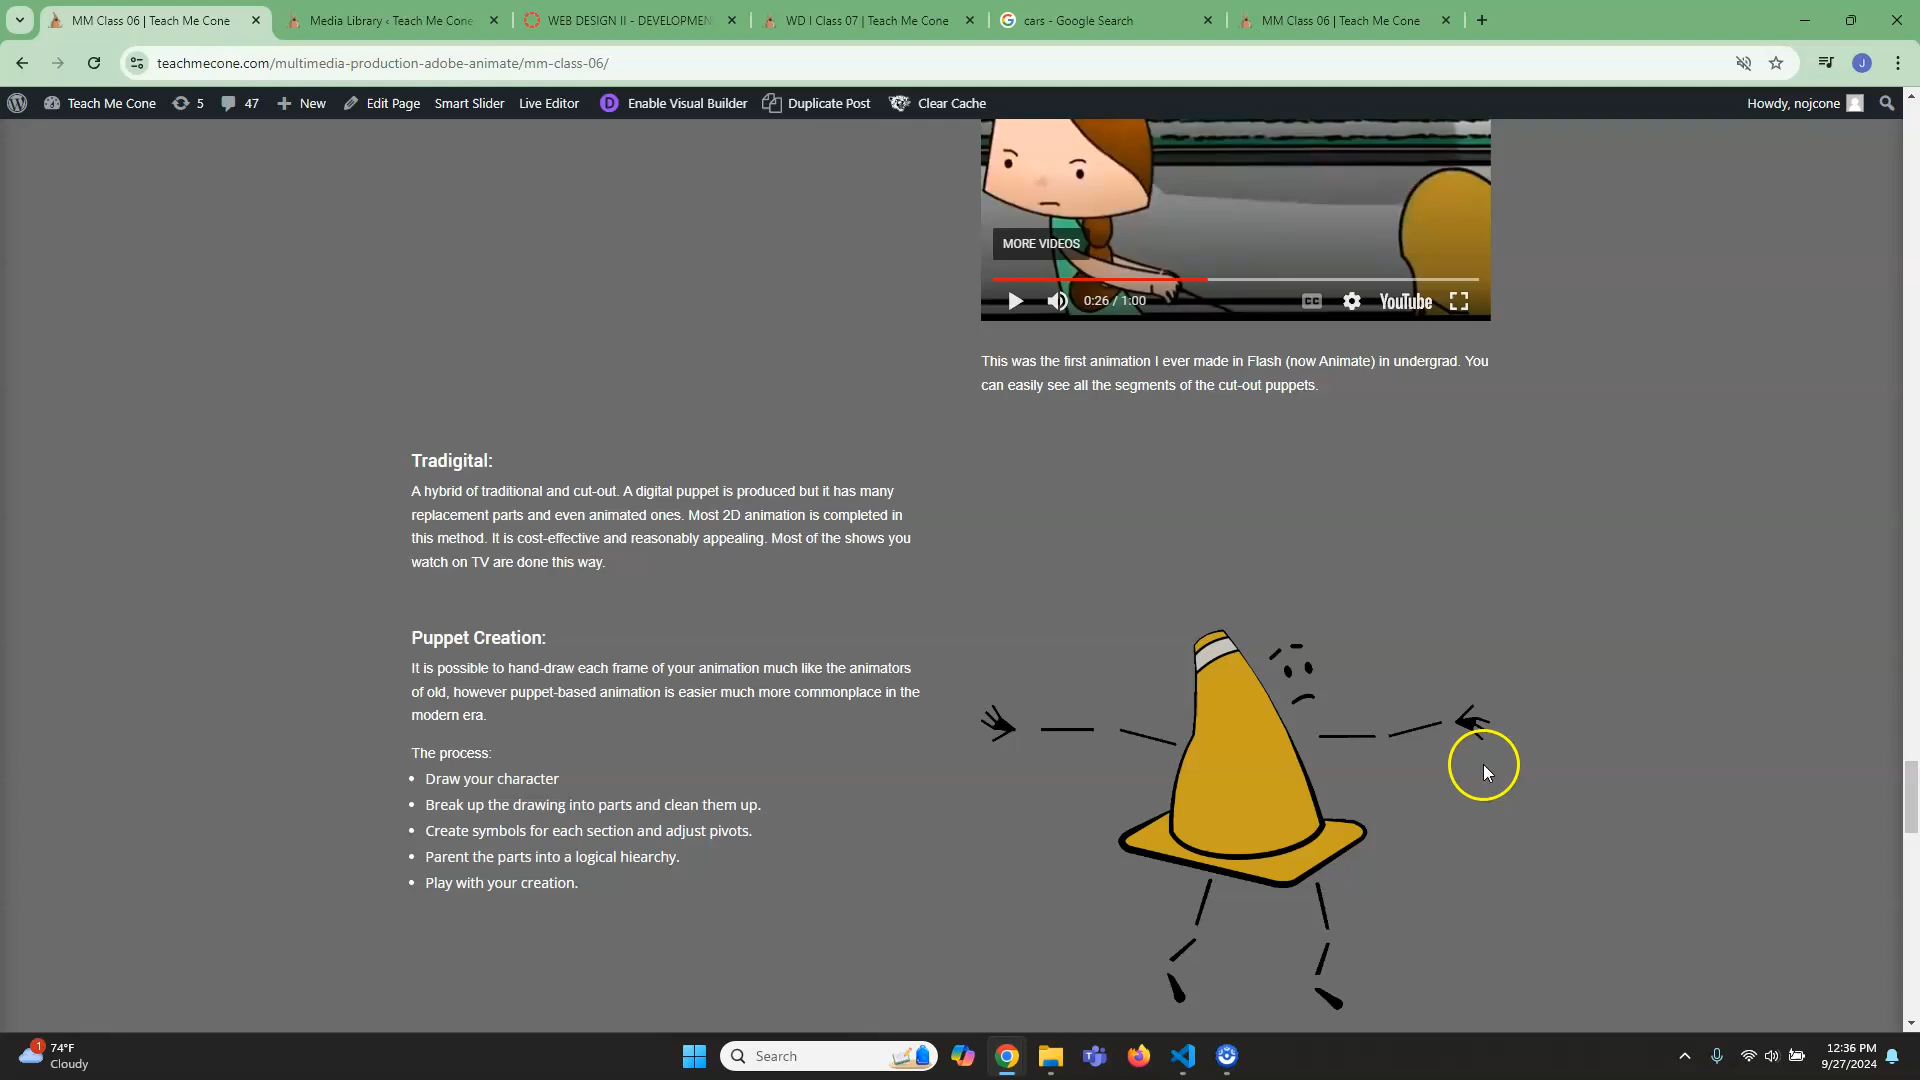 MM Class 06 | Teach Me Cone
Media Library ‹ Teach Me Cone
WEB DESIGN II - DEVELOPMEN
WD I Class 07 | Teach Me Cone
cars - Google Search
MM Class 06 | Teach Me Cone
teachmecone.com/multimedia-production-adobe-animate/mm-class-06/
J
Teach Me Cone
5
47
New
Edit Page
Smart Slider
Live Editor
D
Enable Visual Builder
Duplicate Post
Clear Cache
Howdy, nojcone
MORE VIDEOS
0:26 / 1:00
CC
YouTube
This was the first animation I ever made in Flash (now Animate) in undergrad. You
can easily see all the segments of the cut-out puppets.
Tradigital:
A hybrid of traditional and cut-out. A digital puppet is produced but it has many
replacement parts and even animated ones. Most 2D animation is completed in
this method. It is cost-effective and reasonably appealing. Most of the shows you
watch on TV are done this way.
Puppet Creation:
It is possible to hand-draw each frame of your animation much like the animators
of old, however puppet-based animation is easier much more commonplace in the
modern era.
The process:
• Draw your character
• Break up the drawing into parts and clean them up.
• Create symbols for each section and adjust pivots.
• Parent the parts into a logical hiearchy.
• Play with your creation.
1
74°F
Cloudy
Search
12:36 PM
9/27/2024